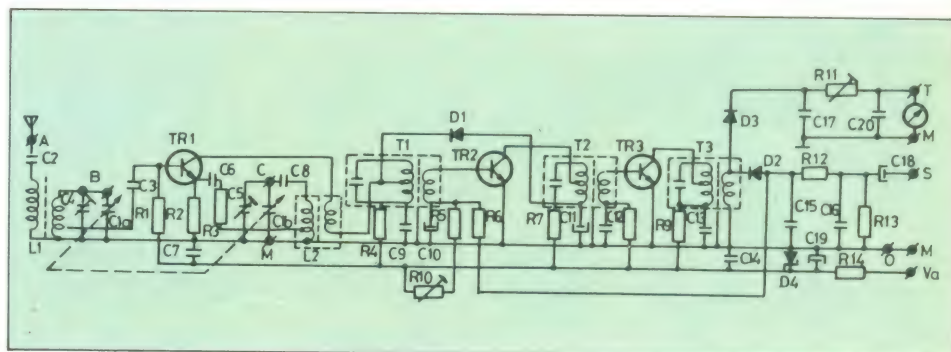 R11 T
D1 D3
A TR1 T1 TR2 T2 TR3 T3 C17 C20 M
C2 B C6 C C8 D2 R12 C18 S
C4 C3 C5
C1a R1 R2 C1b R5 R6 R7 C11 C12 R9 C13 C15 C16 R13
L1 R3 M L2 R4 C9 C10 C19 M
C7 C14 O
R10 D4 R14 Va